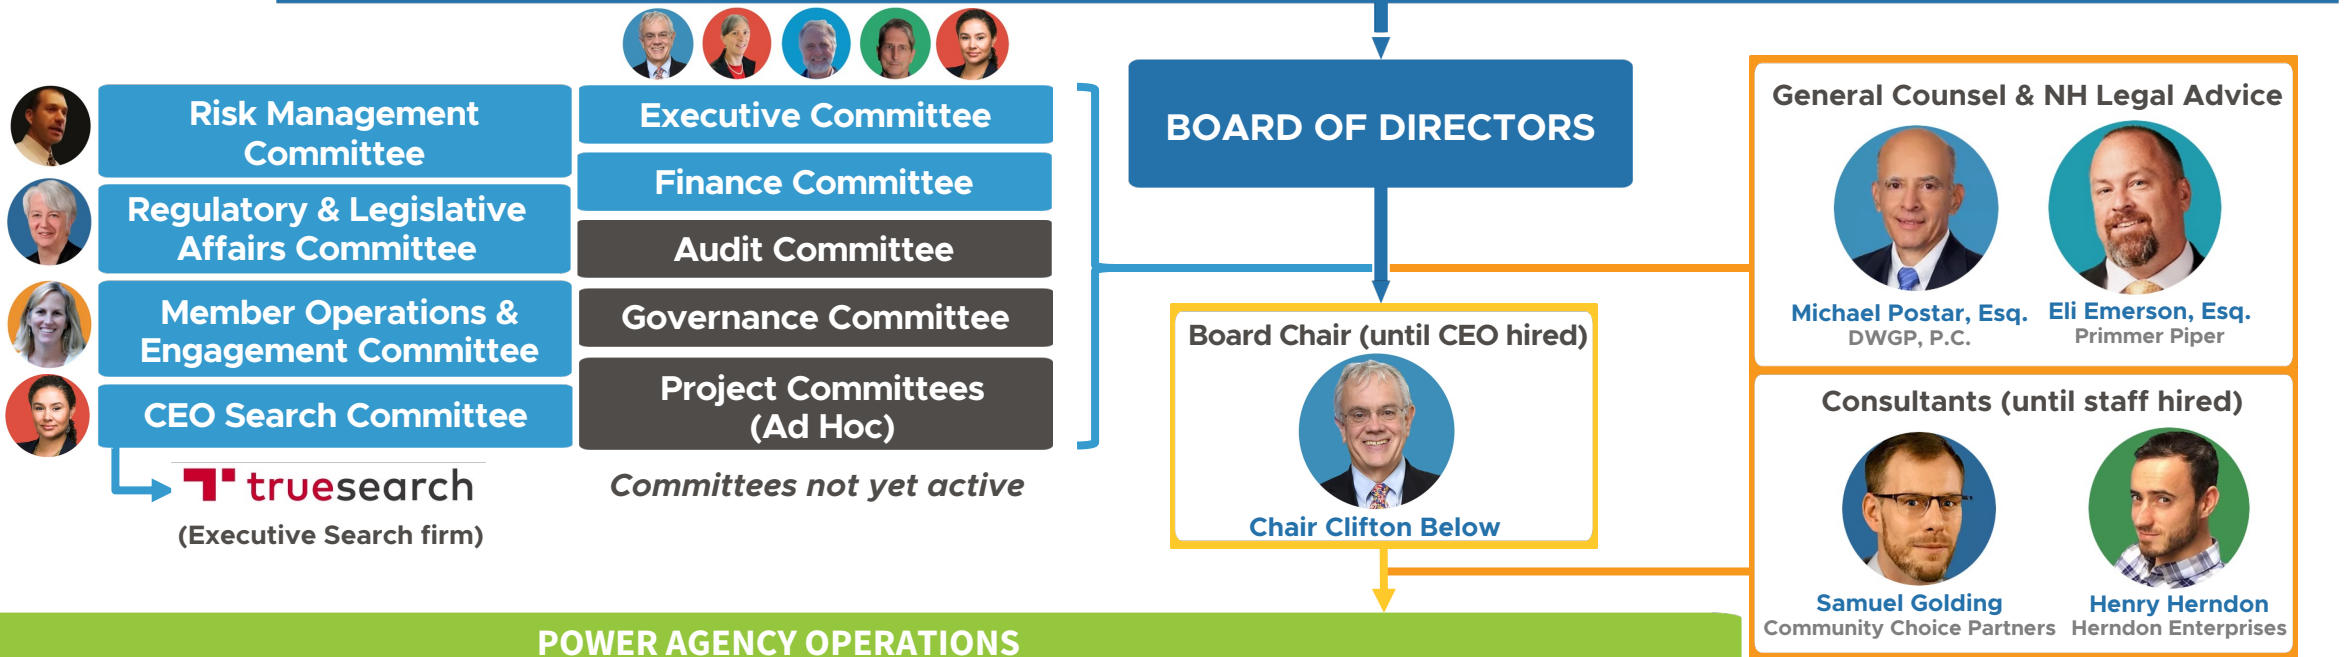 Risk Management
Committee
Regulatory & Legislative
Affairs Committee
Member Operations &
Engagement Committee
CEO Search Committee
truesearch
(Executive Search firm)
Executive Committee
Finance Committee
Audit Committee
Governance Committee
Project Committees
(Ad Hoc)
Committees not yet active
BOARD OF DIRECTORS
Board Chair (until CEO hired)
Chair Clifton Below
General Counsel & NH Legal Advice
Michael Postar, Esq.
DWGP, P.C.
Eli Emerson, Esq.
Primmer Piper
Consultants (until staff hired)
Samuel Golding
Community Choice Partners
Henry Herndon
Herndon Enterprises
POWER AGENCY OPERATIONS